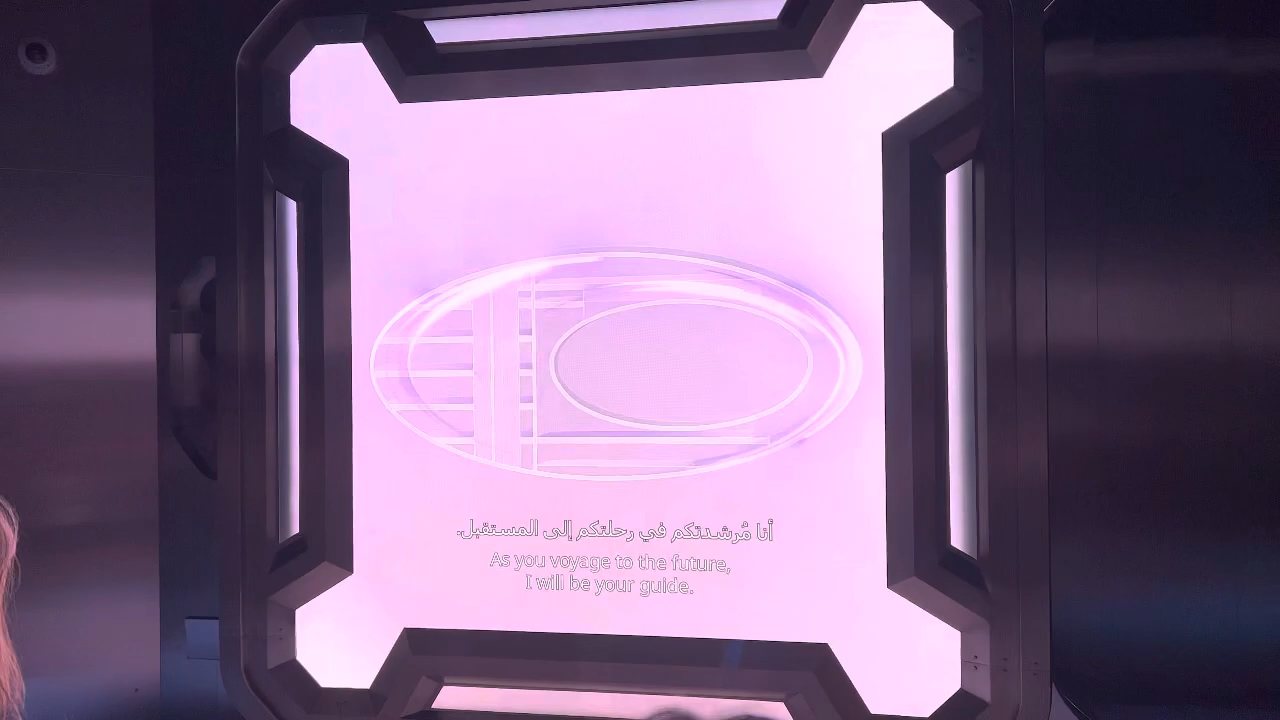 أنا مُرشدتكم في رحلتكم إلى المستقبل.
As you voyage to the future,
I will be your guide.